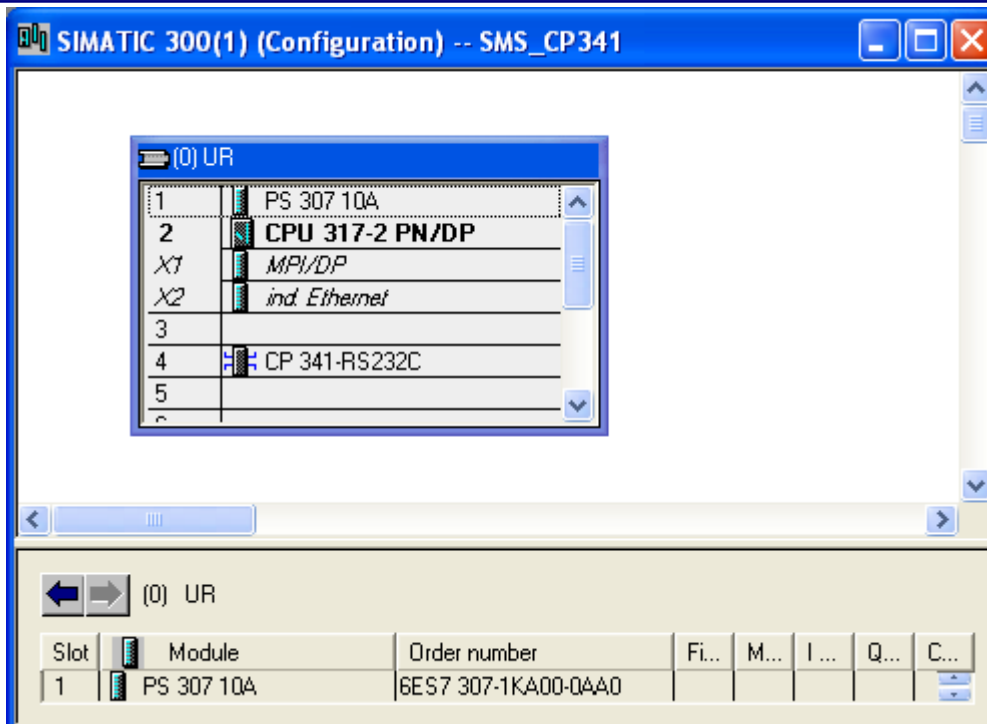 SIMATIC 300(1) (Configuration) -- SMS_CP341
(0) UR
1 PS 307 10A
2 CPU 317-2 PN/DP
X1 MPI/DP
X2 ind. Ethernet
3
4 CP 341-RS232C
5
(0) UR
Slot Module Order number Fi... M... I ... Q... C...
1 PS 307 10A 6ES7 307-1KA00-0AA0